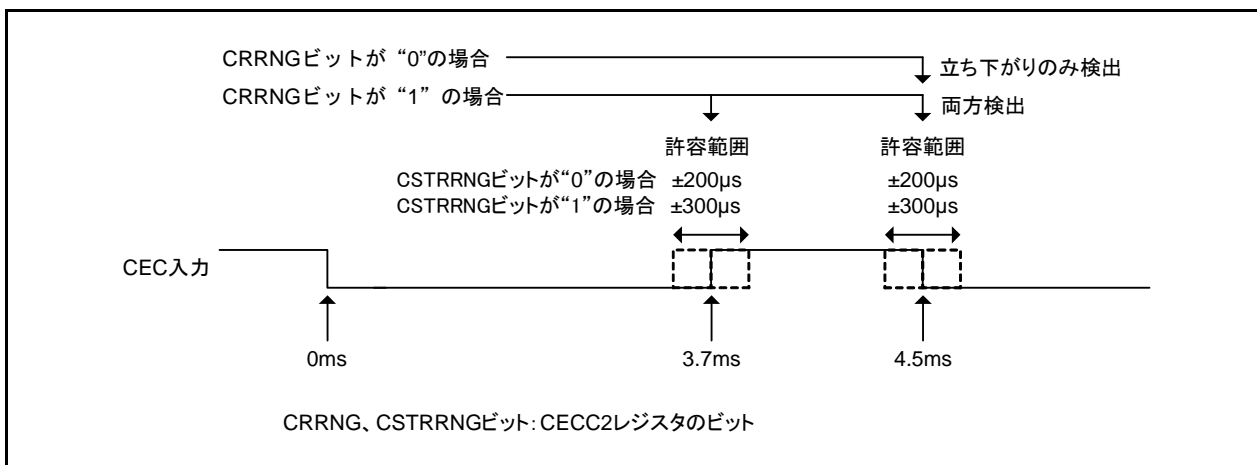 CRRNGビットが“0”の場合
立ち下がりのみ検出
CRRNGビットが“1”の場合
両方検出
許容範囲 許容範囲
CSTRRNGビットが“0”の場合 ±200µs ±200µs
CSTRRNGビットが“1”の場合 ±300µs ±300µs
CEC入力
0ms 3.7ms 4.5ms
CRRNG、CSTRRNGビット：CECC2レジスタのビット